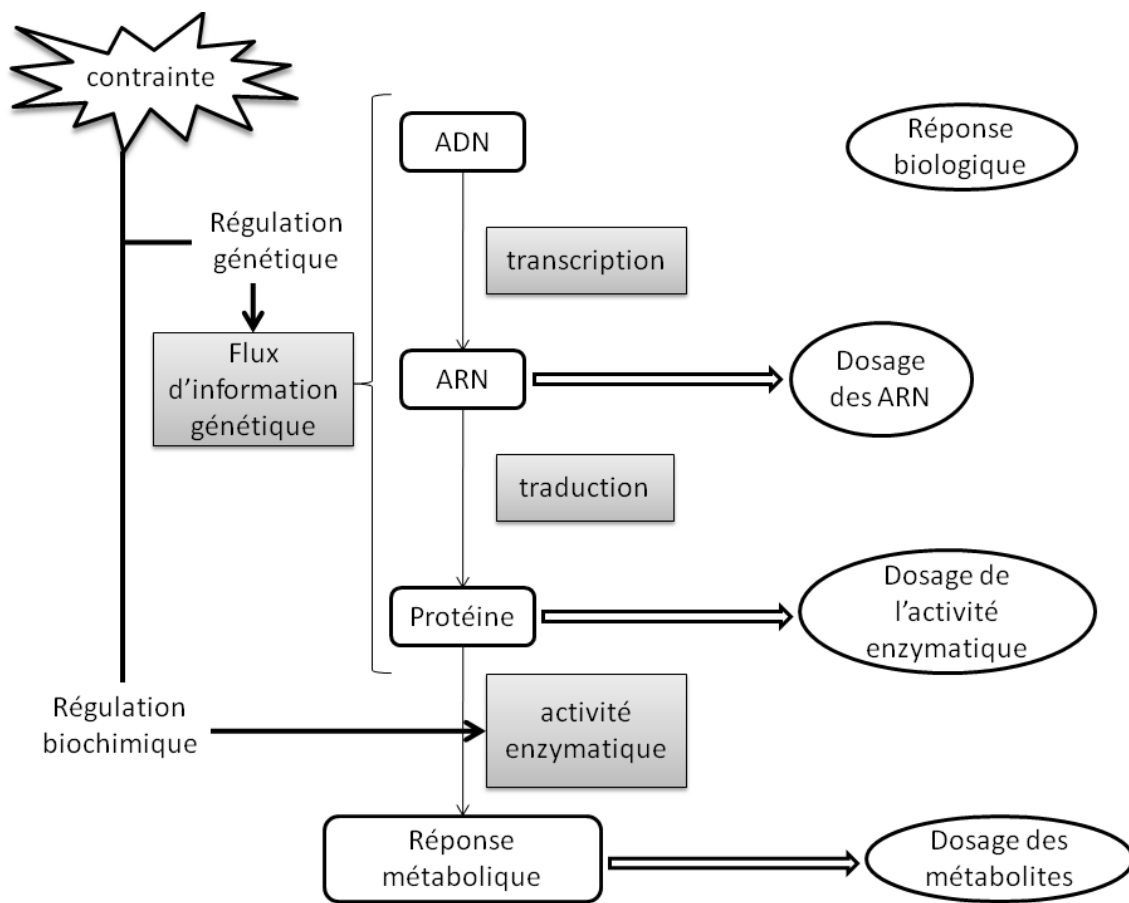 contrainte
ADN
Réponse
biologique
Régulation
génétique
transcription
Flux
d’information
génétique
ARN
Dosage
des ARN
traduction
Protéine
Dosage de
l’activité
enzymatique
Régulation
biochimique
activité
enzymatique
Réponse
métabolique
Dosage des
métabolites